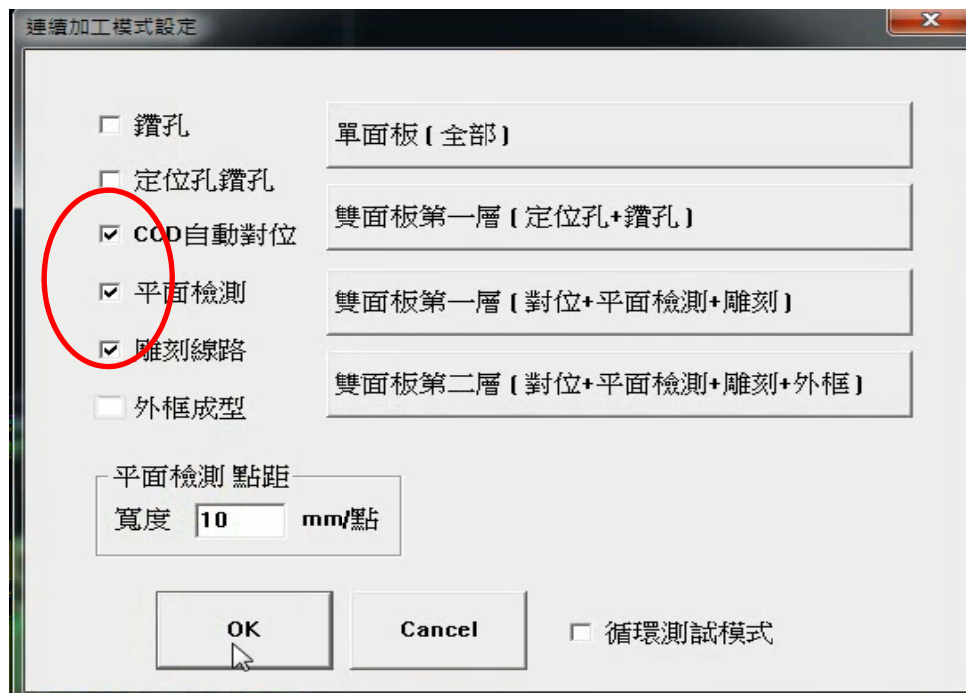 連續加工模式設定
鑽孔
單面板 ( 全部 )
定位孔鑽孔
雙面板第一層 ( 定位孔+鑽孔 )
CCD自動對位
平面檢測
雙面板第一層 ( 對位+平面檢測+雕刻 )
雕刻線路
雙面板第二層 ( 對位+平面檢測+雕刻+外框 )
外框成型
平面檢測 點距
寬度 10 mm/點
OK Cancel 循環測試模式